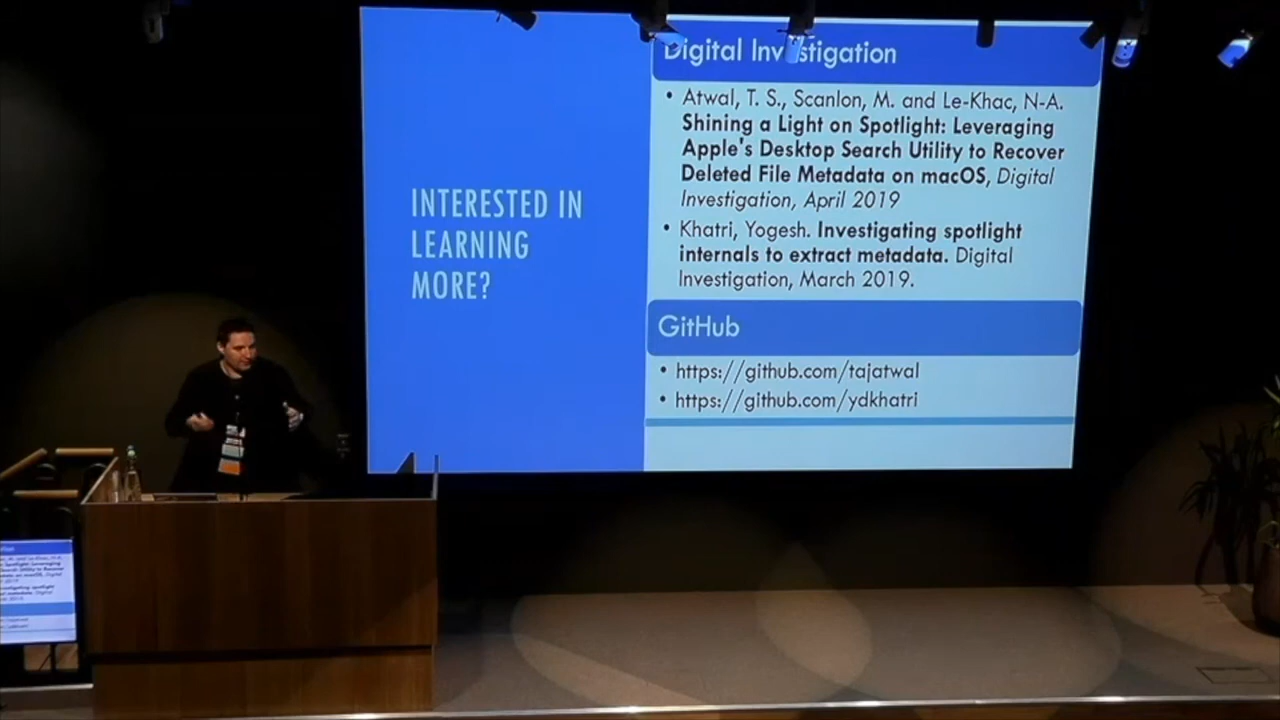 INTERESTED IN
LEARNING
MORE?
Digital Investigation
• Atwal, T. S., Scanlon, M. and Le-Khac, N-A.
Shining a Light on Spotlight: Leveraging
Apple's Desktop Search Utility to Recover
Deleted File Metadata on macOS, Digital
Investigation, April 2019
• Khatri, Yogesh. Investigating spotlight
internals to extract metadata. Digital
Investigation, March 2019.
GitHub
• https://github.com/tajatwal
• https://github.com/ydkhatri